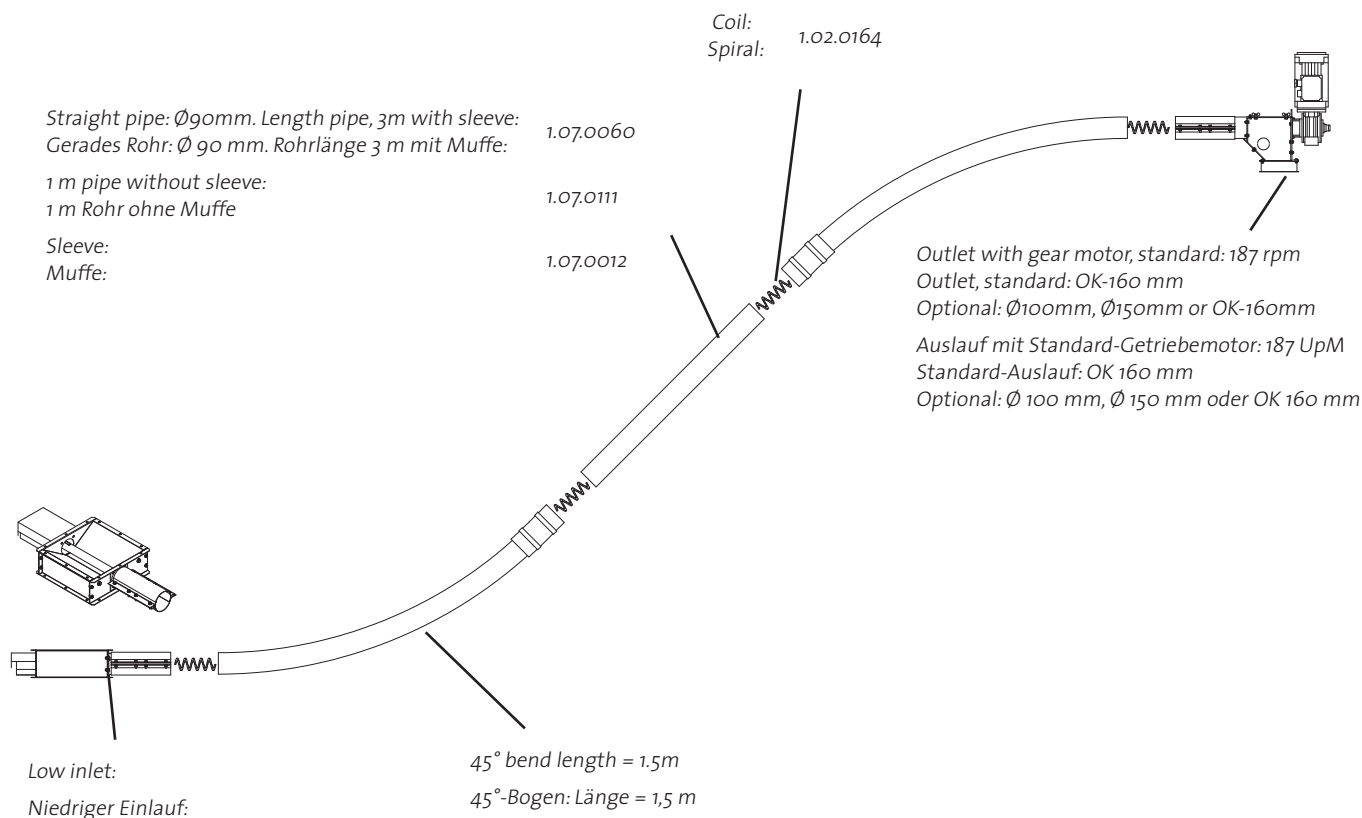 Coil:
Spiral:
1.02.0164
Straight pipe: Ø90mm. Length pipe, 3m with sleeve:
Gerades Rohr: Ø 90 mm. Rohrlänge 3 m mit Muffe:
1.07.0060
1 m pipe without sleeve:
1 m Rohr ohne Muffe
1.07.0111
Sleeve:
Muffe:
1.07.0012
Outlet with gear motor, standard: 187 rpm
Outlet, standard: OK-160 mm
Optional: Ø100mm, Ø150mm or OK-160mm
Auslauf mit Standard-Getriebemotor: 187 UpM
Standard-Auslauf: OK 160 mm
Optional: Ø 100 mm, Ø 150 mm oder OK 160 mm
Low inlet:
Niedriger Einlauf:
45° bend length = 1.5m
45°-Bogen: Länge = 1,5 m